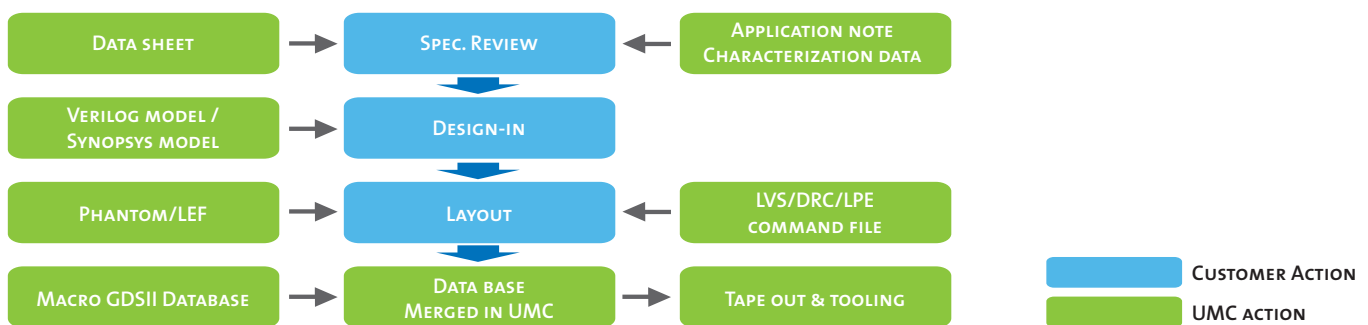 Data sheet
Spec. Review
Application note
Characterization data
Verilog model /
Synopsys model
Design-in
Phantom/LEF
Layout
LVS/DRC/LPE
command file
Macro GDSII Database
Data base
Merged in UMC
Tape out & tooling
Customer Action
UMC action